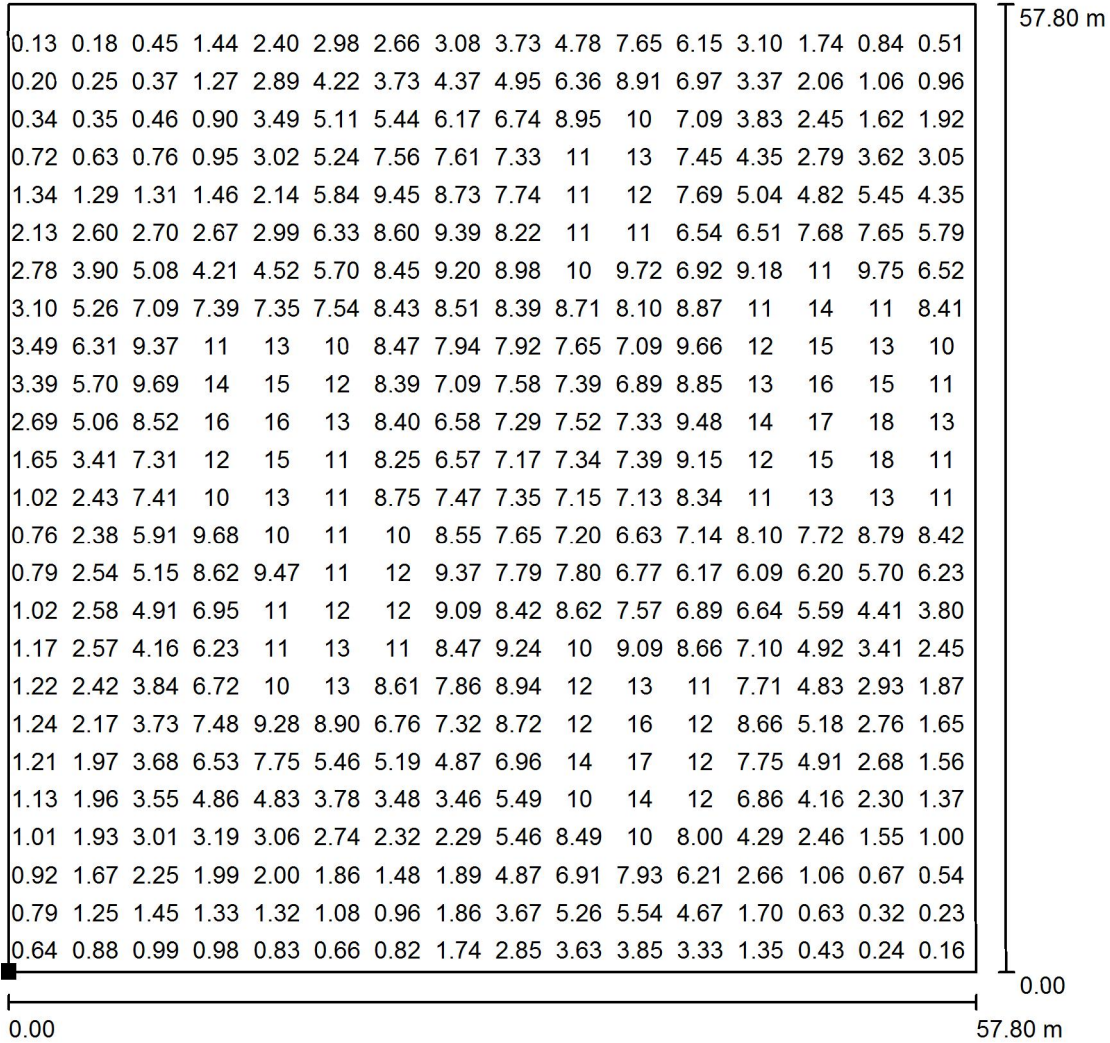 57.80 m
0.13 0.18 0.45 1.44 2.40 2.98 2.66 3.08 3.73 4.78 7.65 6.15 3.10 1.74 0.84 0.51
0.20 0.25 0.37 1.27 2.89 4.22 3.73 4.37 4.95 6.36 8.91 6.97 3.37 2.06 1.06 0.96
0.34 0.35 0.46 0.90 3.49 5.11 5.44 6.17 6.74 8.95 10 7.09 3.83 2.45 1.62 1.92
0.72 0.63 0.76 0.95 3.02 5.24 7.56 7.61 7.33 11 13 7.45 4.35 2.79 3.62 3.05
1.34 1.29 1.31 1.46 2.14 5.84 9.45 8.73 7.74 11 12 7.69 5.04 4.82 5.45 4.35
2.13 2.60 2.70 2.67 2.99 6.33 8.60 9.39 8.22 11 11 6.54 6.51 7.68 7.65 5.79
2.78 3.90 5.08 4.21 4.52 5.70 8.45 9.20 8.98 10 9.72 6.92 9.18 11 9.75 6.52
3.10 5.26 7.09 7.39 7.35 7.54 8.43 8.51 8.39 8.71 8.10 8.87 11 14 11 8.41
3.49 6.31 9.37 11 13 10 8.47 7.94 7.92 7.65 7.09 9.66 12 15 13 10
3.39 5.70 9.69 14 15 12 8.39 7.09 7.58 7.39 6.89 8.85 13 16 15 11
2.69 5.06 8.52 16 16 13 8.40 6.58 7.29 7.52 7.33 9.48 14 17 18 13
1.65 3.41 7.31 12 15 11 8.25 6.57 7.17 7.34 7.39 9.15 12 15 18 11
1.02 2.43 7.41 10 13 11 8.75 7.47 7.35 7.15 7.13 8.34 11 13 13 11
0.76 2.38 5.91 9.68 10 11 10 8.55 7.65 7.20 6.63 7.14 8.10 7.72 8.79 8.42
0.79 2.54 5.15 8.62 9.47 11 12 9.37 7.79 7.80 6.77 6.17 6.09 6.20 5.70 6.23
1.02 2.58 4.91 6.95 11 12 12 9.09 8.42 8.62 7.57 6.89 6.64 5.59 4.41 3.80
1.17 2.57 4.16 6.23 11 13 11 8.47 9.24 10 9.09 8.66 7.10 4.92 3.41 2.45
1.22 2.42 3.84 6.72 10 13 8.61 7.86 8.94 12 13 11 7.71 4.83 2.93 1.87
1.24 2.17 3.73 7.48 9.28 8.90 6.76 7.32 8.72 12 16 12 8.66 5.18 2.76 1.65
1.21 1.97 3.68 6.53 7.75 5.46 5.19 4.87 6.96 14 17 12 7.75 4.91 2.68 1.56
1.13 1.96 3.55 4.86 4.83 3.78 3.48 3.46 5.49 10 14 12 6.86 4.16 2.30 1.37
1.01 1.93 3.01 3.19 3.06 2.74 2.32 2.29 5.46 8.49 10 8.00 4.29 2.46 1.55 1.00
0.92 1.67 2.25 1.99 2.00 1.86 1.48 1.89 4.87 6.91 7.93 6.21 2.66 1.06 0.67 0.54
0.79 1.25 1.45 1.33 1.32 1.08 0.96 1.86 3.67 5.26 5.54 4.67 1.70 0.63 0.32 0.23
0.64 0.88 0.99 0.98 0.83 0.66 0.82 1.74 2.85 3.63 3.85 3.33 1.35 0.43 0.24 0.16
0.00
0.00 57.80 m